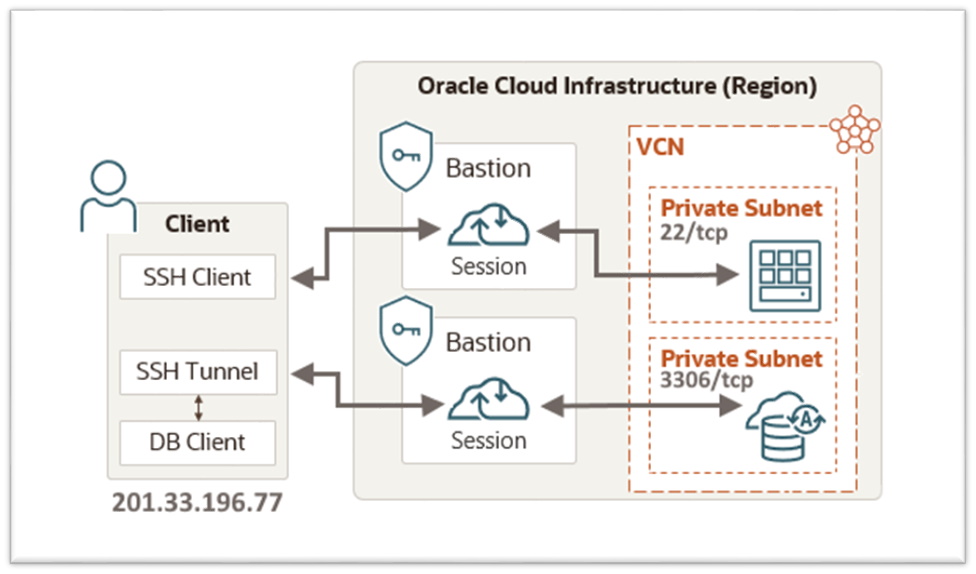 Oracle Cloud Infrastructure (Region)
Client
SSH Client
SSH Tunnel
DB Client
201.33.196.77
Bastion
Session
Bastion
Session
VCN
Private Subnet
22/tcp
Private Subnet
3306/tcp
A